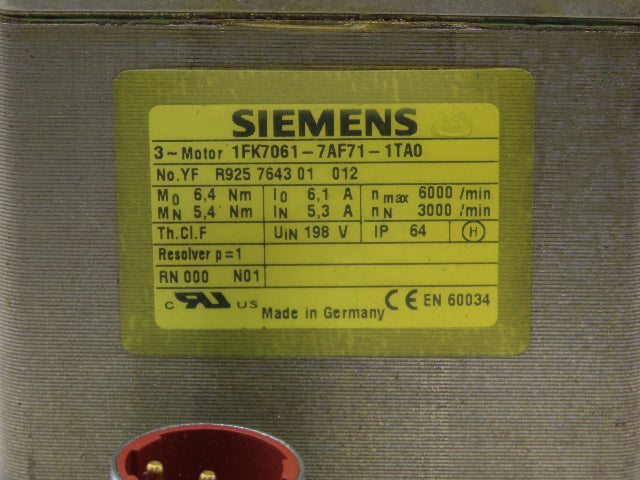 SIEMENS
3~Motor 1FK7061-7AF71-1TA0
No.YF R925 7643 01 012
M0 6,4 Nm I0 6,1 A n max 6000 /min
MN 5,4 Nm IN 5,3 A nN 3000 /min
Th.Cl.F UIN 198 V IP 64 H
Resolver p=1
RN 000 N01
c RU US Made in Germany CE EN 60034